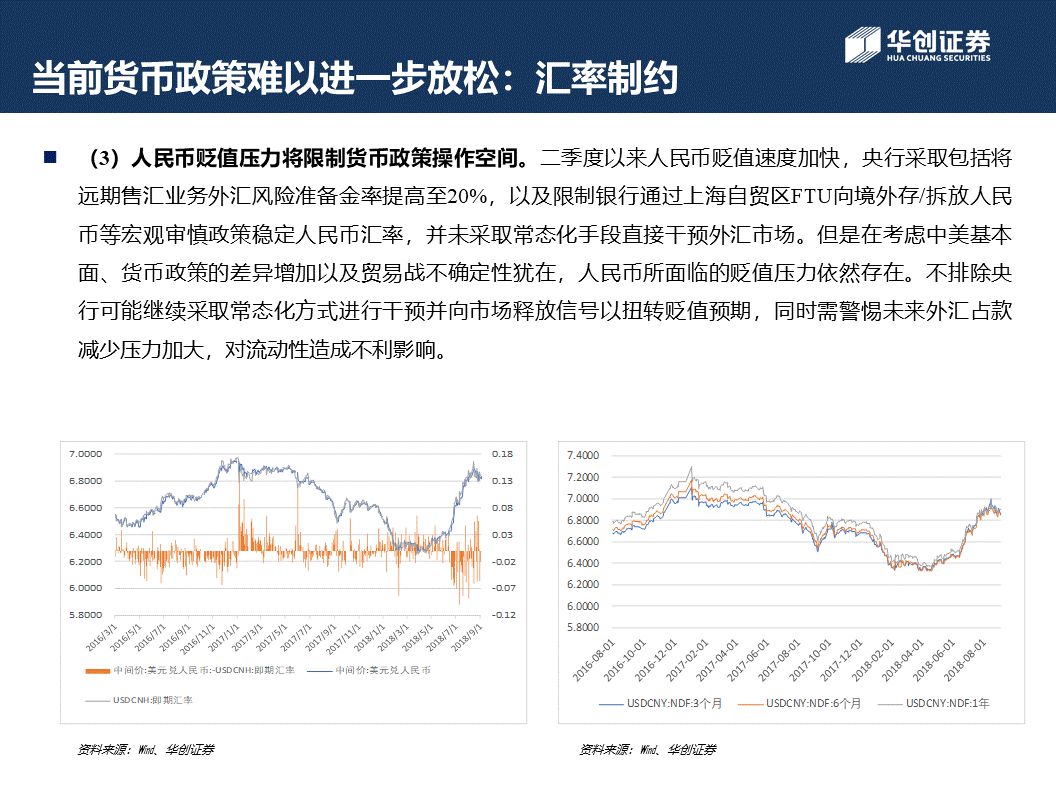 华创证券
HUA CHUANG SECURITIES
当前货币政策难以进一步放松：汇率制约
（3）人民币贬值压力将限制货币政策操作空间。二季度以来人民币贬值速度加快，央行采取包括将
远期售汇业务外汇风险准备金率提高至20%，以及限制银行通过上海自贸区FTU向境外存/拆放人民
币等宏观审慎政策稳定人民币汇率，并未采取常态化手段直接干预外汇市场。但是在考虑中美基本
面、货币政策的差异增加以及贸易战不确定性犹在，人民币所面临的贬值压力依然存在。不排除央
行可能继续采取常态化方式进行干预并向市场释放信号以扭转贬值预期，同时需警惕未来外汇占款
减少压力加大，对流动性造成不利影响。
7.0000 0.18
6.8000 0.13
6.6000 0.08
6.4000 0.03
6.2000 -0.02
6.0000 -0.07
5.8000 -0.12
2016/3/1 2016/5/1 2016/7/1 2016/9/1 2016/11/1 2017/1/1 2017/3/1 2017/5/1 2017/7/1 2017/9/1 2017/11/1 2018/1/1 2018/3/1 2018/5/1 2018/7/1 2018/9/1
中间价:美元兑人民币:-USDCNH:即期汇率 中间价:美元兑人民币
USDCNH:即期汇率
7.4000
7.2000
7.0000
6.8000
6.6000
6.4000
6.2000
6.0000
5.8000
2016-08-01 2016-10-01 2016-12-01 2017-02-01 2017-04-01 2017-06-01 2017-08-01 2017-10-01 2017-12-01 2018-02-01 2018-04-01 2018-06-01 2018-08-01
USDCNY:NDF:3个月 USDCNY:NDF:6个月 USDCNY:NDF:1年
资料来源：Wind、华创证券 资料来源：Wind、华创证券